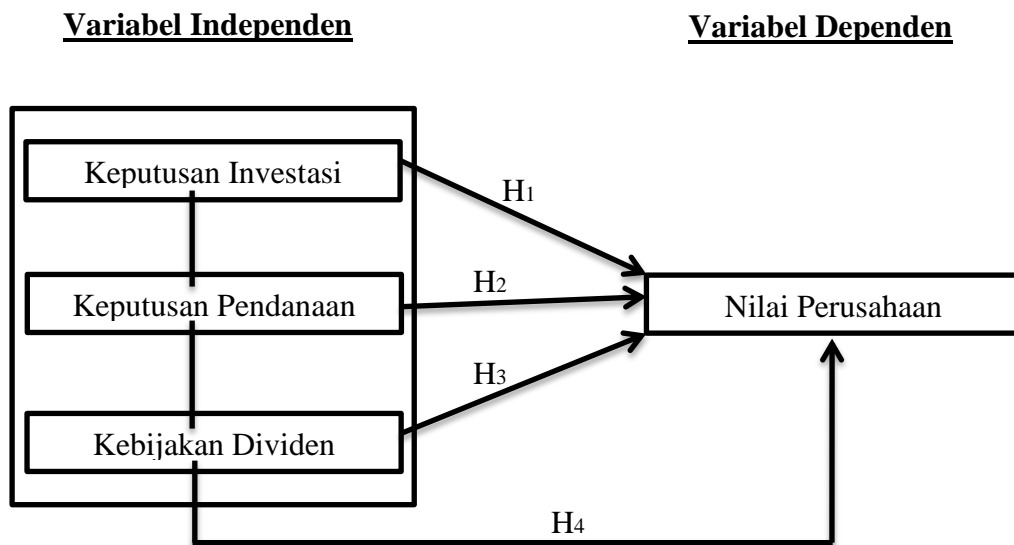 Variabel Independen
Variabel Dependen
Keputusan Investasi
H1
Keputusan Pendanaan
H2
Nilai Perusahaan
H3
Kebijakan Dividen
H4